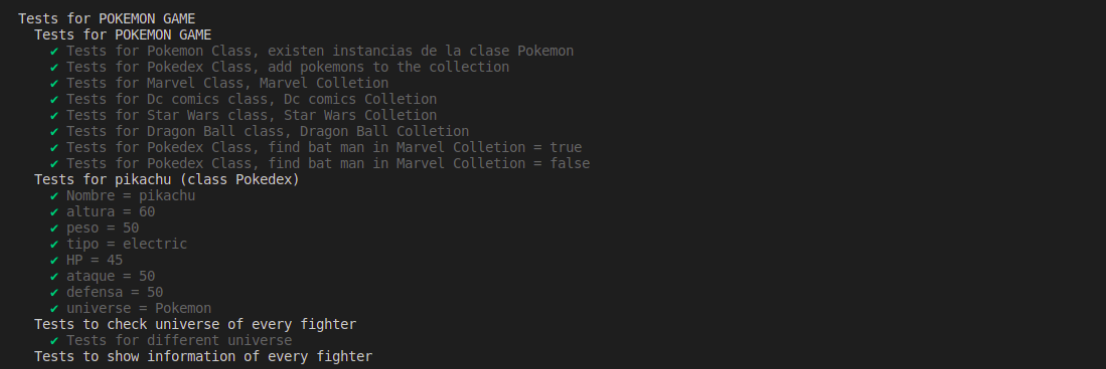 Tests for POKEMON GAME
Tests for POKEMON GAME
✔ Tests for Pokemon Class, existen instancias de la clase Pokemon
✔ Tests for Pokedex Class, add pokemons to the collection
✔ Tests for Marvel Class, Marvel Colletion
✔ Tests for Dc comics class, Dc comics Colletion
✔ Tests for Star Wars class, Star Wars Colletion
✔ Tests for Dragon Ball class, Dragon Ball Colletion
✔ Tests for Pokedex Class, find bat man in Marvel Colletion = true
✔ Tests for Pokedex Class, find bat man in Marvel Colletion = false
Tests for pikachu (class Pokedex)
✔ Nombre = pikachu
✔ altura = 60
✔ peso = 50
✔ tipo = electric
✔ HP = 45
✔ ataque = 50
✔ defensa = 50
✔ universe = Pokemon
Tests to check universe of every fighter
✔ Tests for different universe
Tests to show information of every fighter